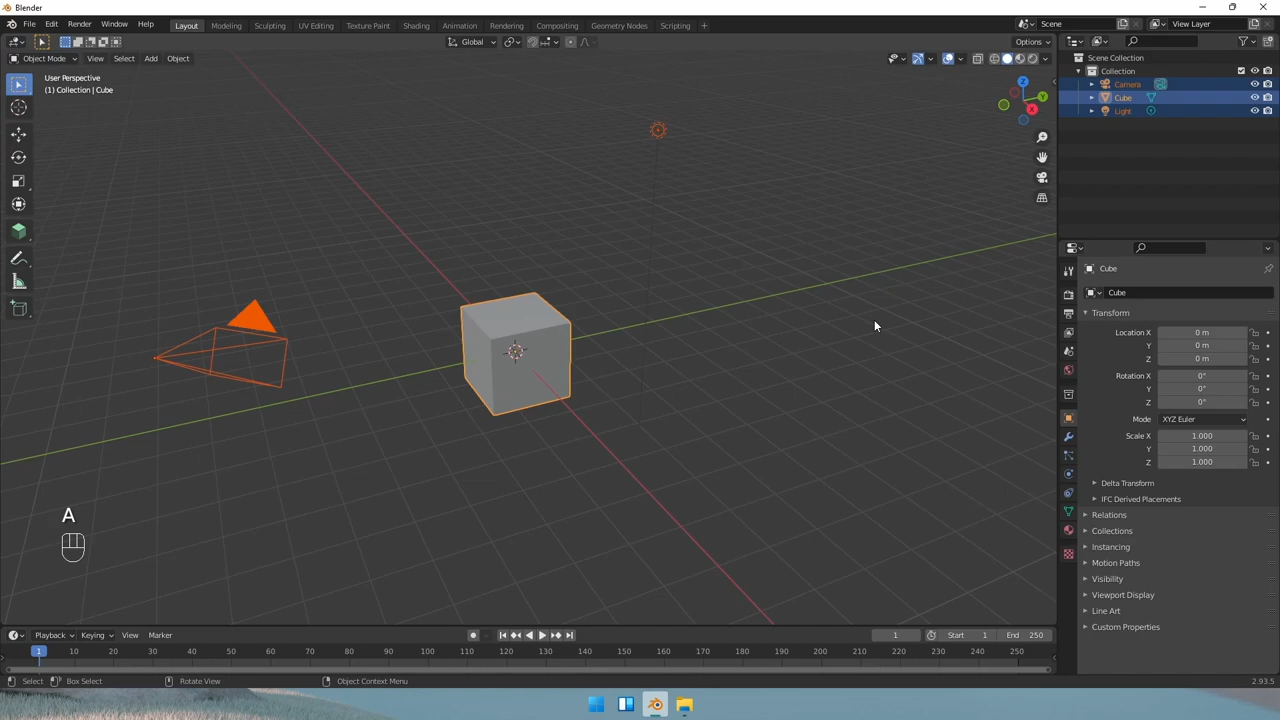 Blender
File Edit Render Window Help Layout Modeling Sculpting UV Editing Texture Paint Shading Animation Rendering Compositing Geometry Nodes Scripting + Scene View Layer
Global Options
Object Mode View Select Add Object
User Perspective
(1) Collection | Cube
Z
Y
X
Scene Collection
Collection
Camera
Cube
Light
Cube
Cube
Transform
Location X 0 m
Y 0 m
Z 0 m
Rotation X 0°
Y 0°
Z 0°
Mode XYZ Euler
Scale X 1.000
Y 1.000
Z 1.000
Delta Transform
IFC Derived Placements
Relations
Collections
Instancing
Motion Paths
Visibility
Viewport Display
Line Art
Custom Properties
A
Playback Keying View Marker 1 Start 1 End 250
1 10 20 30 40 50 60 70 80 90 100 110 120 130 140 150 160 170 180 190 200 210 220 230 240 250
Select Box Select Rotate View Object Context Menu 2.93.5